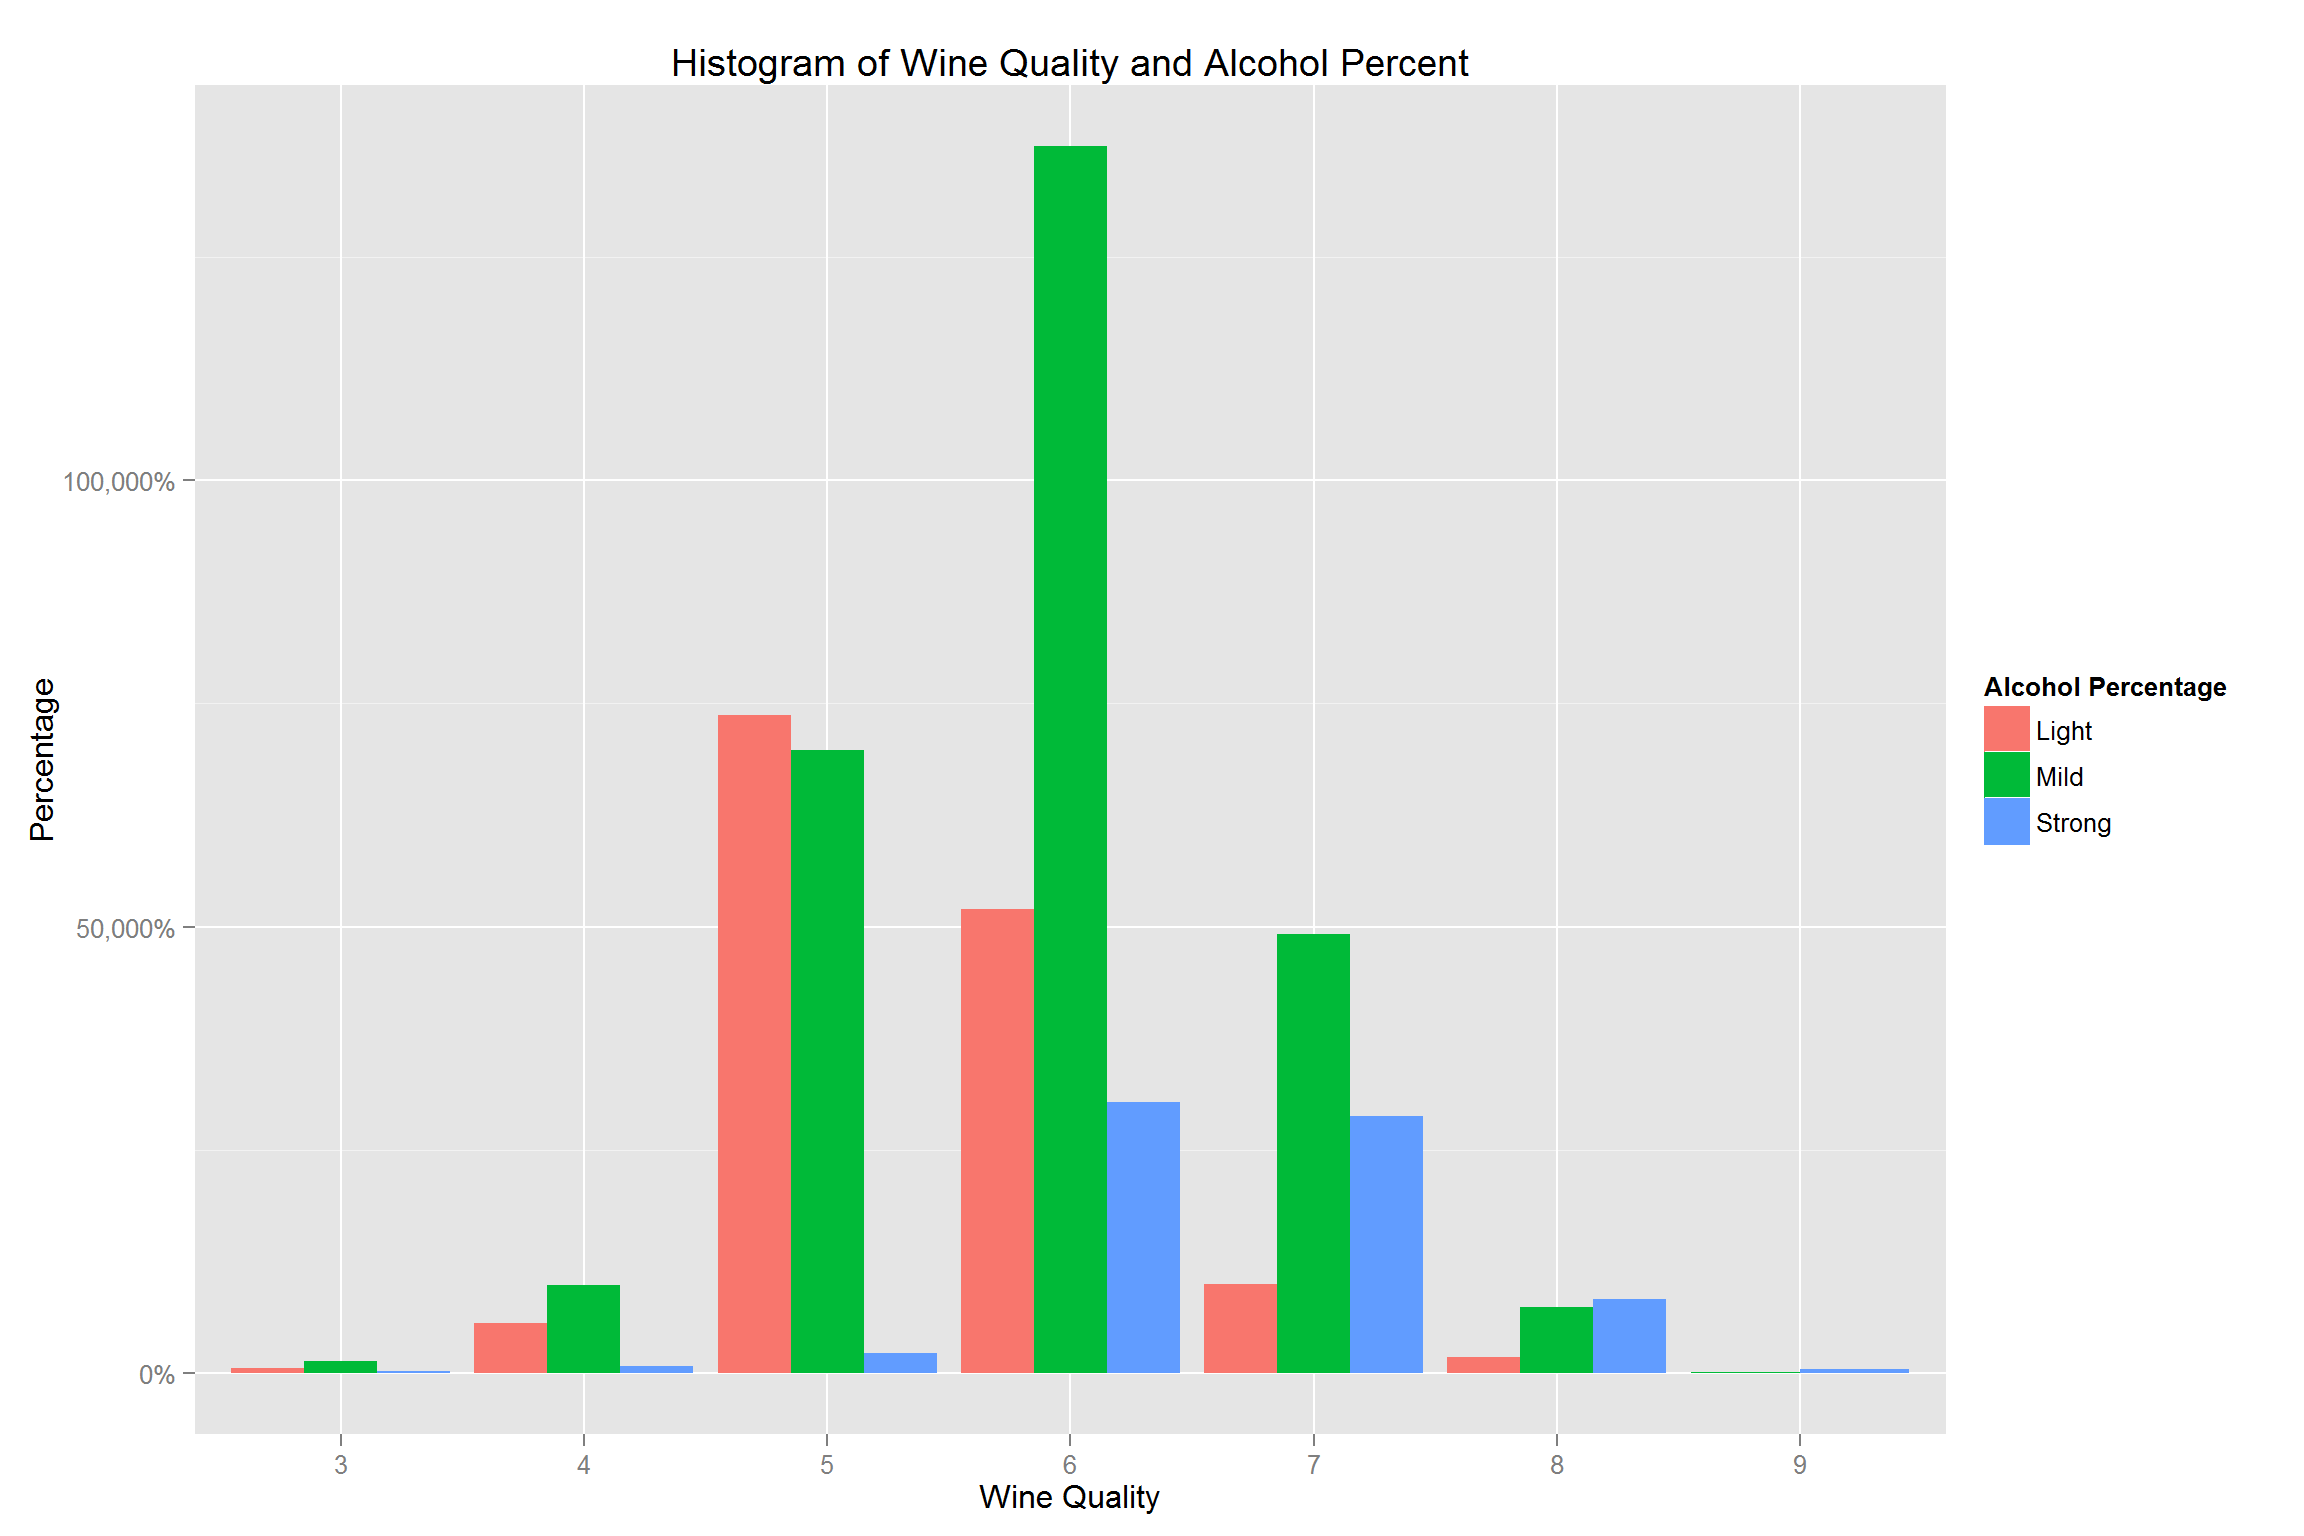 Histogram of Wine Quality and Alcohol Percent
100,000%
50,000%
0%
Percentage
3 4 5 6 7 8 9
Wine Quality
Alcohol Percentage
Light
Mild
Strong